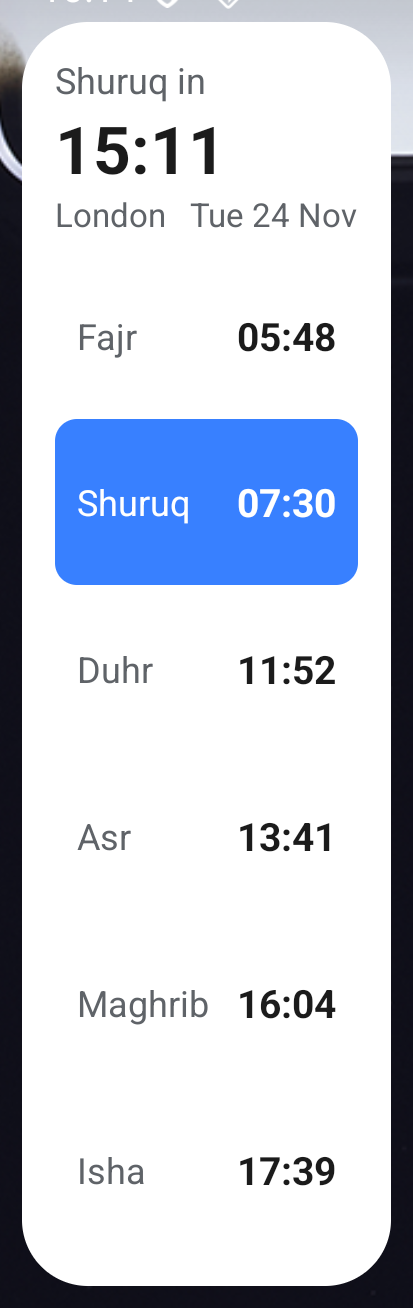 Shuruq in
15:11
London Tue 24 Nov
Fajr 05:48
Shuruq 07:30
Duhr 11:52
Asr 13:41
Maghrib 16:04
Isha 17:39